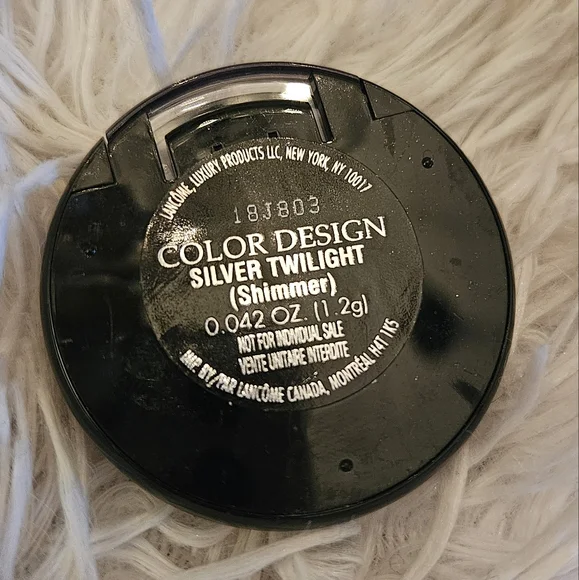 LANCÔME LUXURY PRODUCTS LLC, NEW YORK, NY 10017
18J803
COLOR DESIGN
SILVER TWILIGHT
(Shimmer)
0.042 OZ. (1.2g)
NOT FOR INDIVIDUAL SALE
VENTE UNITAIRE INTERDITE
IMP BY/PAR LANCÔME CANADA, MONTRÉAL H4T 1K5